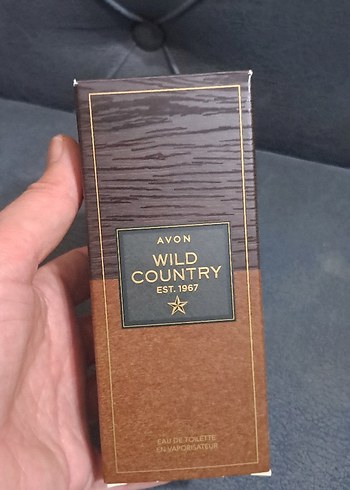 AVON
WILD
COUNTRY
EST. 1967
EAU DE TOILETTE
EN VAPORISATEUR